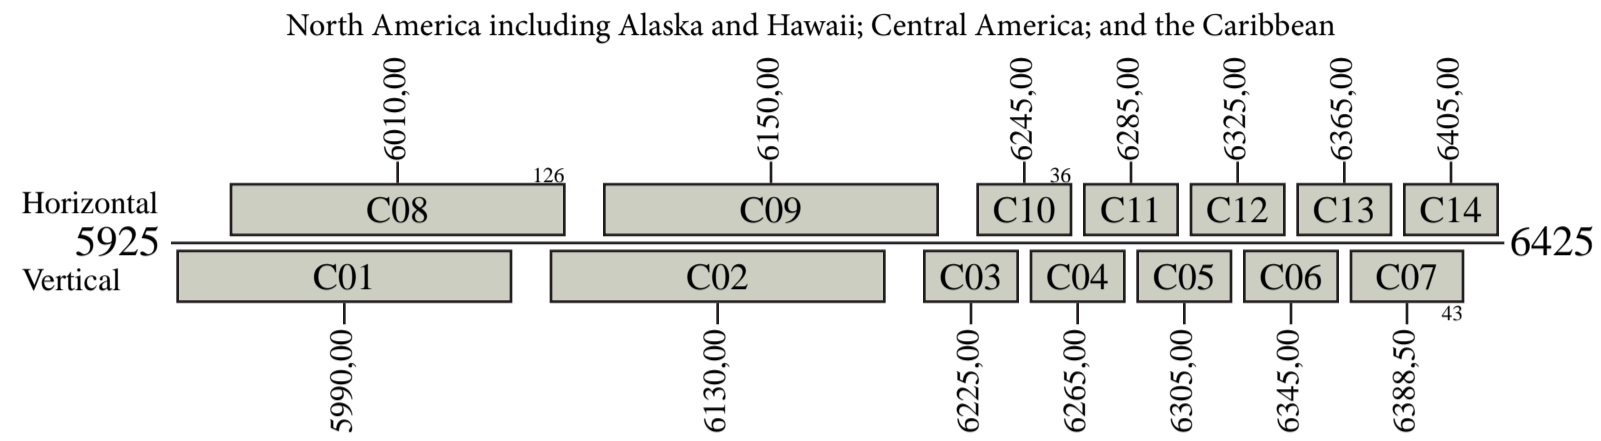 North America including Alaska and Hawaii; Central America; and the Caribbean
6010,00 6150,00 6245,00 6285,00 6325,00 6365,00 6405,00
126 36
Horizontal C08 C09 C10 C11 C12 C13 C14
5925 6425
Vertical C01 C02 C03 C04 C05 C06 C07
43
5990,00 6130,00 6225,00 6265,00 6305,00 6345,00 6388,50